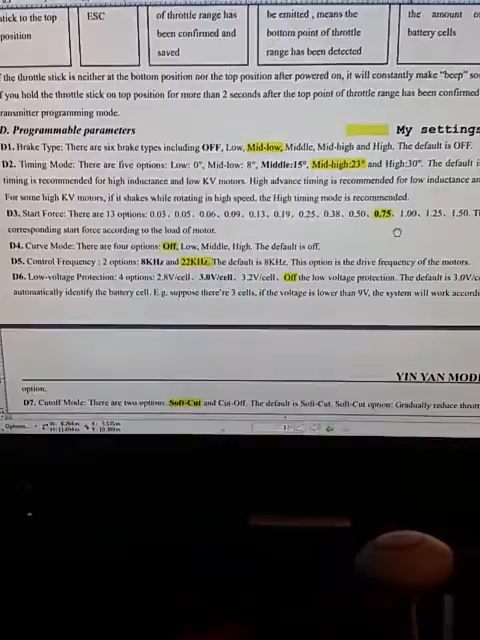 stick to the top
position
ESC
of throttle range has
been confirmed and
saved
be emitted , means the
bottom point of throttle
range has been detected
the amount o
battery cells
f the throttle stick is neither at the bottom position nor the top position after powered on, it will constantly make "beep" so
f you hold the throttle stick on top position for more than 2 seconds after the top point of throttle range has been confirmed
ransmitter programming mode.
D. Programmable parameters
My settings
D1. Brake Type: There are six brake types including OFF, Low, Mid-low, Middle, Mid-high and High. The default is OFF.
D2. Timing Mode: There are five options: Low: 0°, Mid-low: 8°, Middle:15°, Mid-high:23° and High:30°. The default i
timing is recommended for high inductance and low KV motors. High advance timing is recommended for low inductance an
For some high KV motors, if it shakes while rotating in high speed, the High timing mode is recommended.
D3. Start Force: There are 13 options: 0.03, 0.05, 0.06, 0.09, 0.13, 0.19, 0.25, 0.38, 0.50, 0.75, 1.00, 1.25, 1.50. T
corresponding start force according to the load of motor.
D4. Curve Mode: There are four options: Off, Low, Middle, High. The default is off.
D5. Control Frequency : 2 options: 8KHz and 22KHz. The default is 8KHz. This option is the drive frequency of the motors.
D6. Low-voltage Protection: 4 options: 2.8V/cell、3.0V/cell、3.2V/cell、Off the low voltage protection. The default is 3.0V/c
automatically identify the battery cell. E.g. suppose there're 3 cells, if the voltage is lower than 9V, the system will work accordi
YIN YAN MOD
option.
D7. Cutoff Mode: There are two options: Soft-Cut and Cut-Off. The default is Soft-Cut. Soft-Cut option: Gradually reduce thrott
Options...